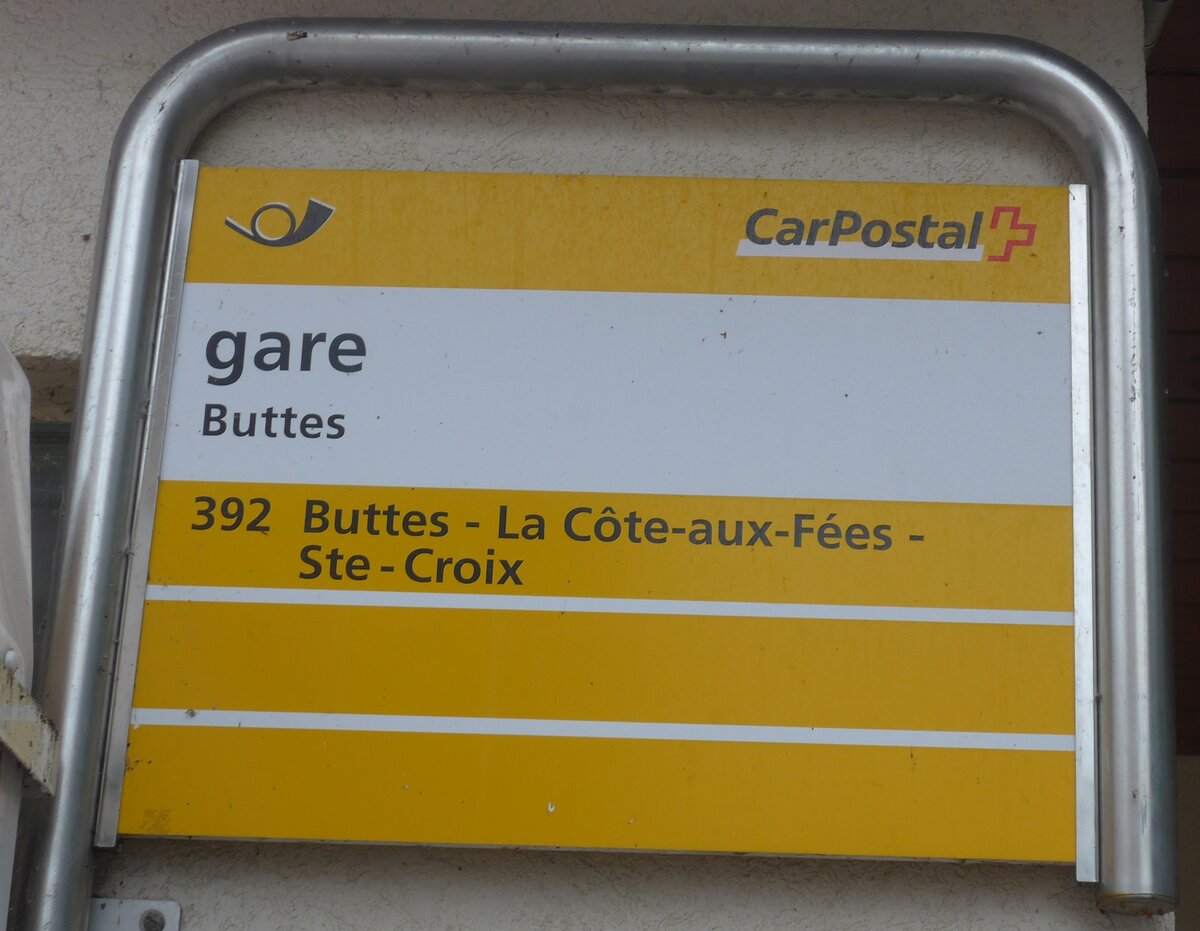 CarPostal
gare
Buttes
392 Buttes - La Côte-aux-Fées -
Ste-Croix